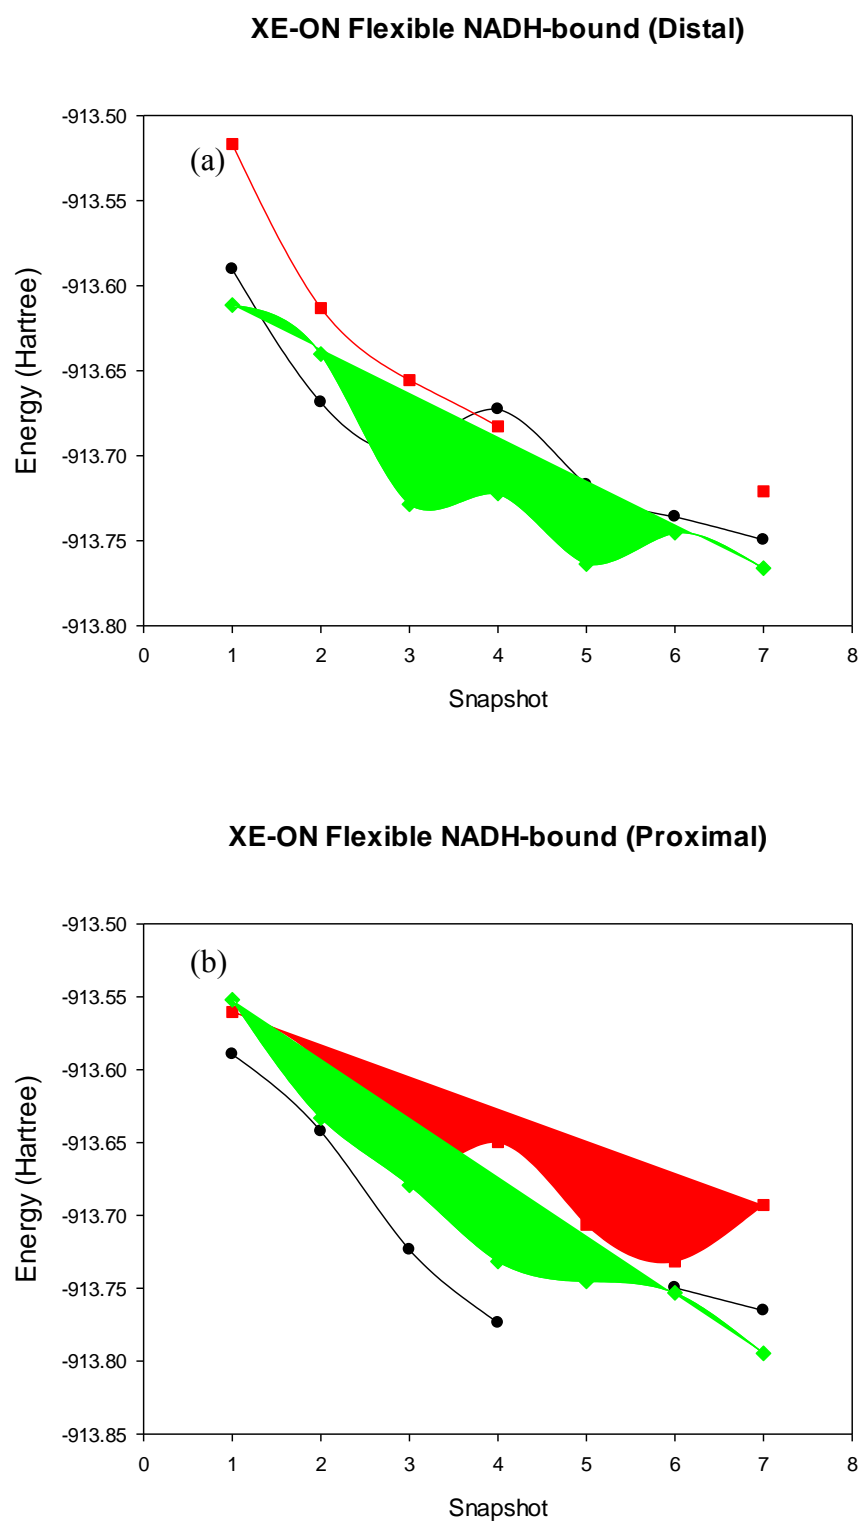 XE-ON Flexible NADH-bound (Distal)
-913.50
(a)
-913.55
-913.60
-913.65
-913.70
-913.75
-913.80
Energy (Hartree)
0 1 2 3 4 5 6 7 8
Snapshot
XE-ON Flexible NADH-bound (Proximal)
-913.50
(b)
-913.55
-913.60
-913.65
-913.70
-913.75
-913.80
-913.85
Energy (Hartree)
0 1 2 3 4 5 6 7 8
Snapshot